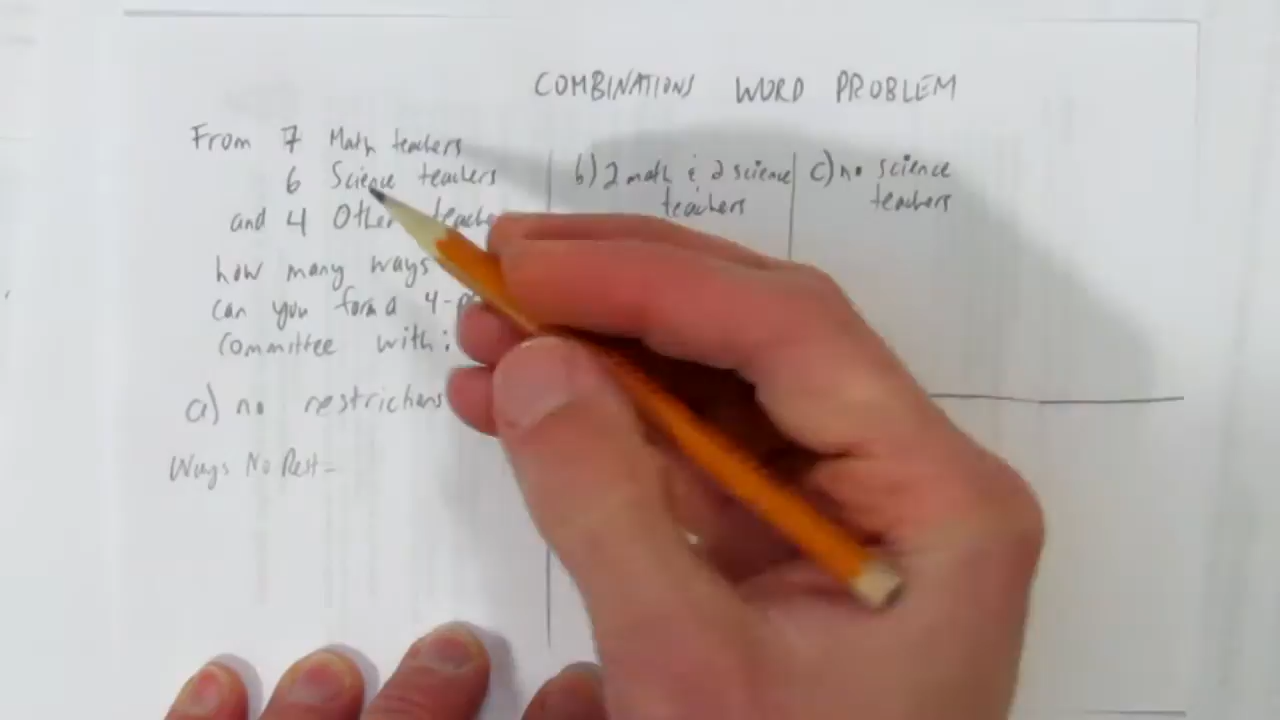 COMBINATIONS WORD PROBLEM
From 7 Math teachers
6 Science teachers
and 4 Other
how many ways
can you form a 4-
committee with:
a) no restrictions
Ways No Rest =
b) 2 math & 2 science
teachers
c) no science
teachers